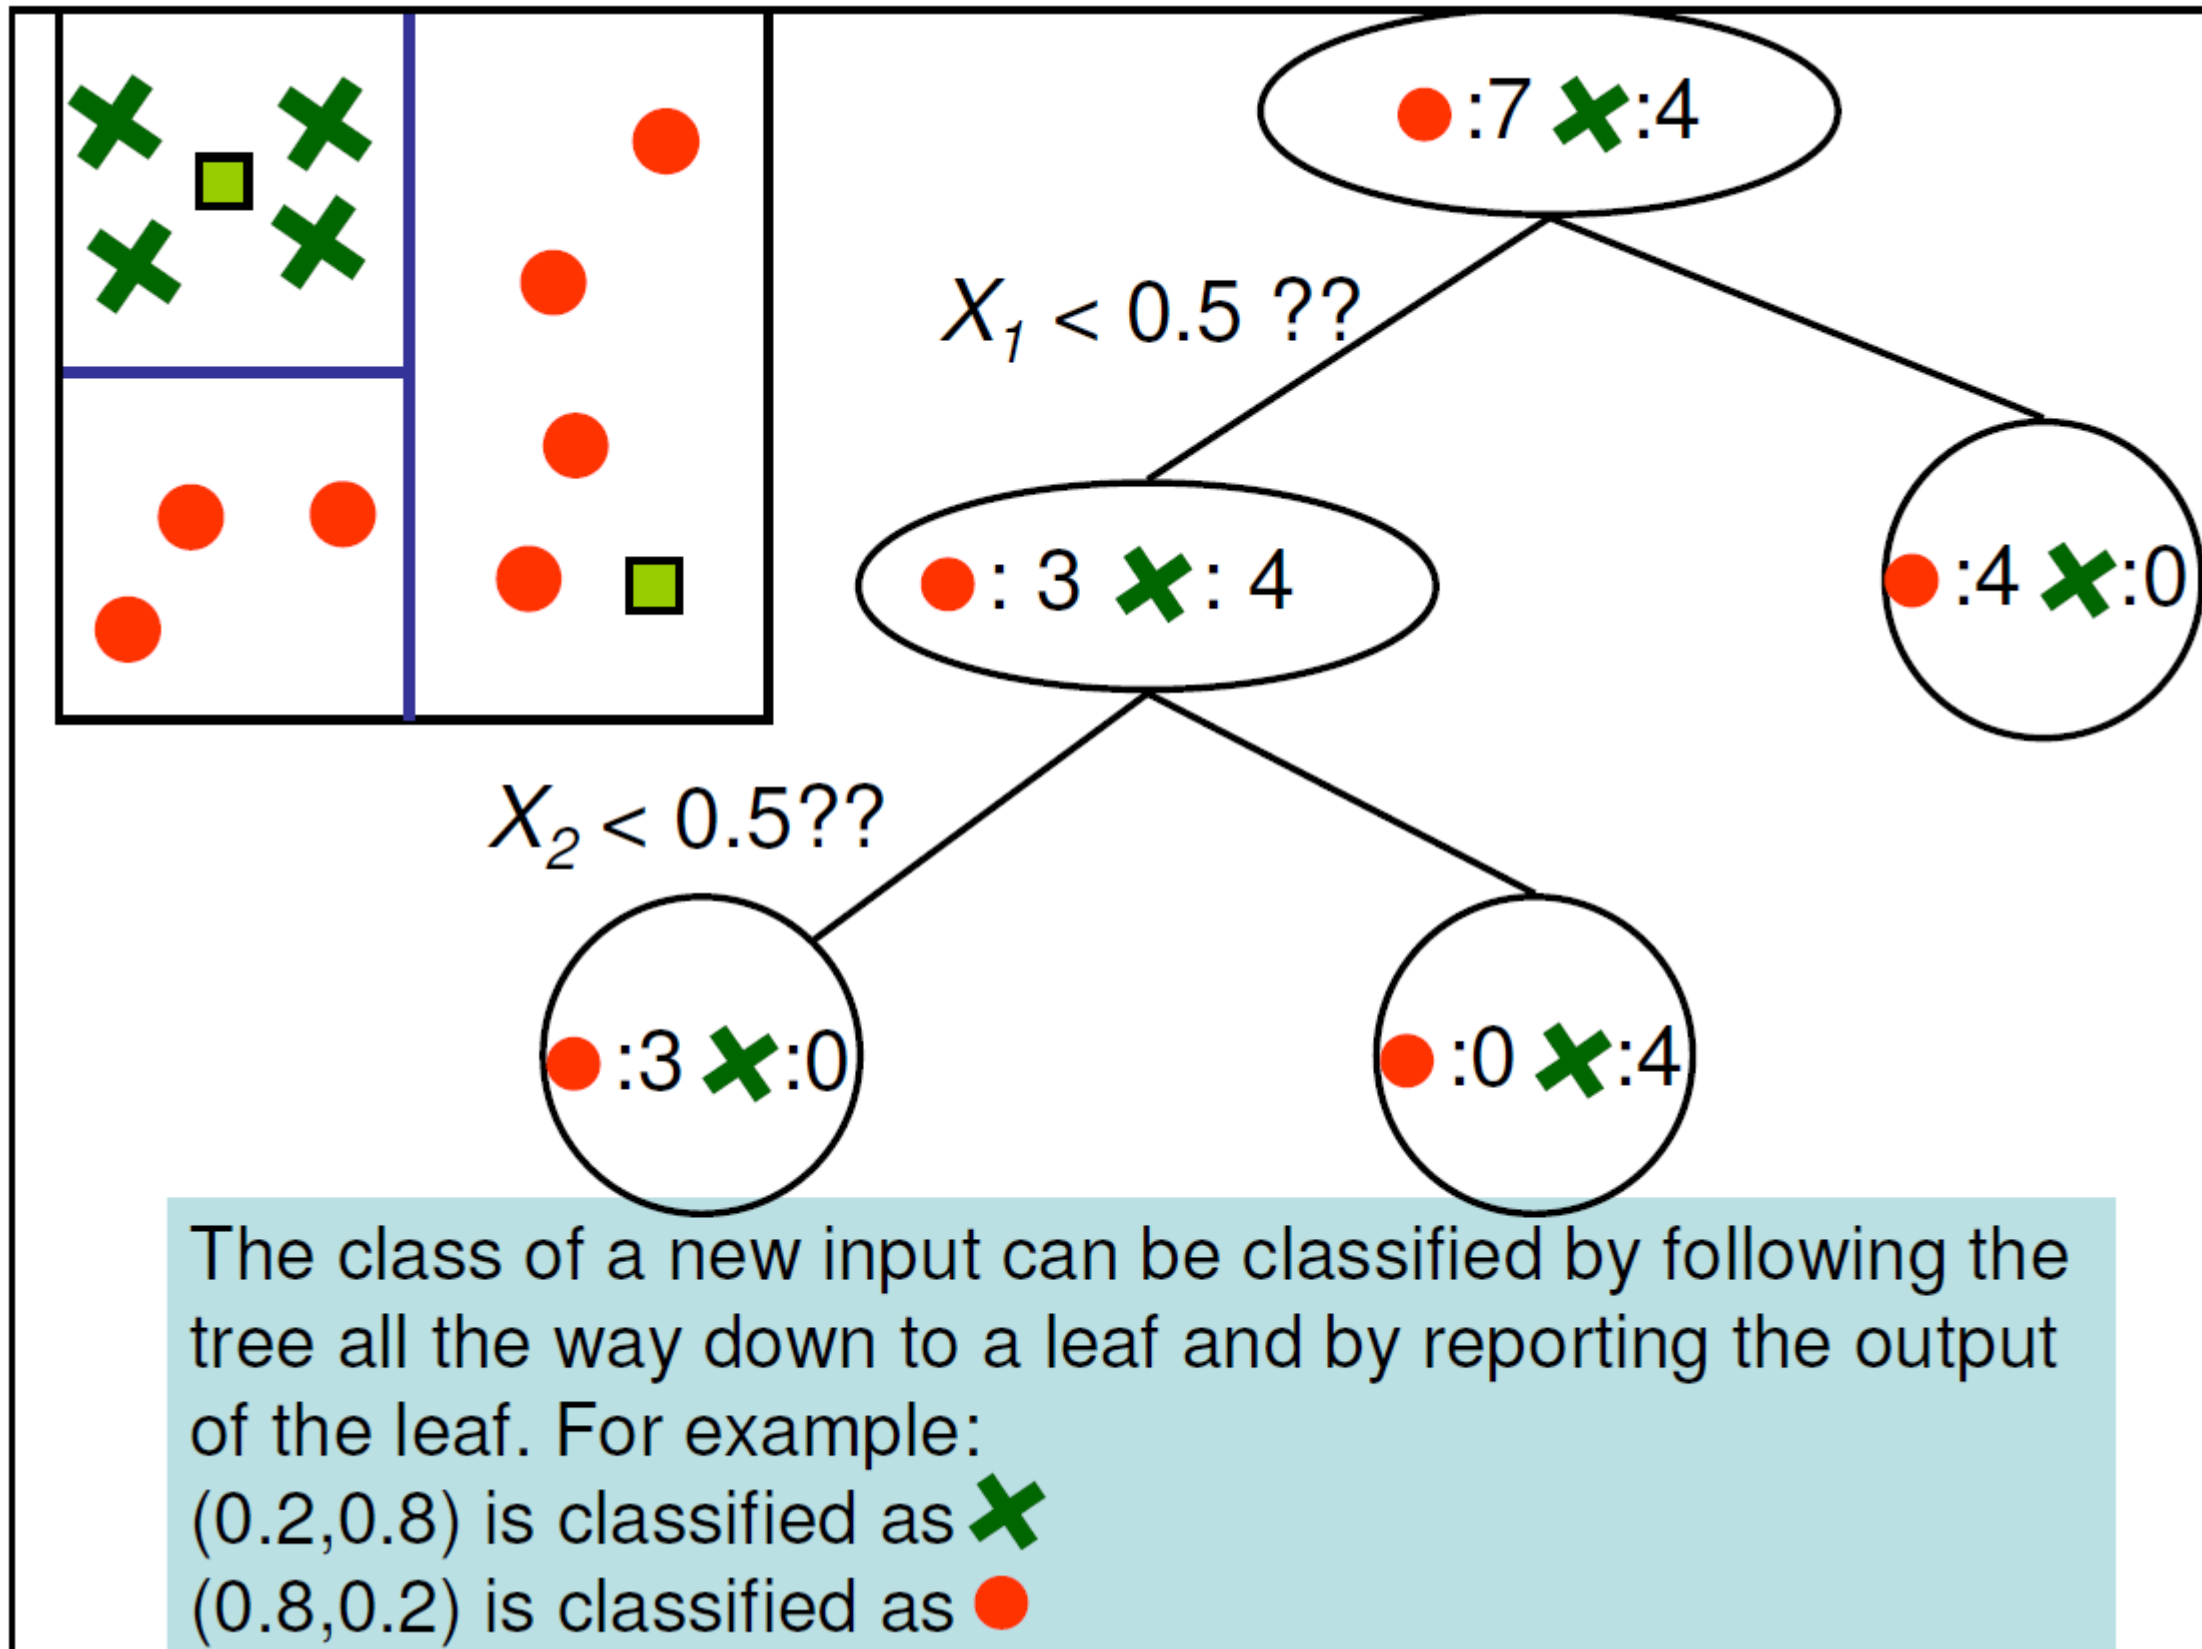 :7 :4
X1 < 0.5 ??
: 3 : 4
:4 :0
X2 < 0.5??
:3 :0
:0 :4
The class of a new input can be classified by following the
tree all the way down to a leaf and by reporting the output
of the leaf. For example:
(0.2,0.8) is classified as
(0.8,0.2) is classified as